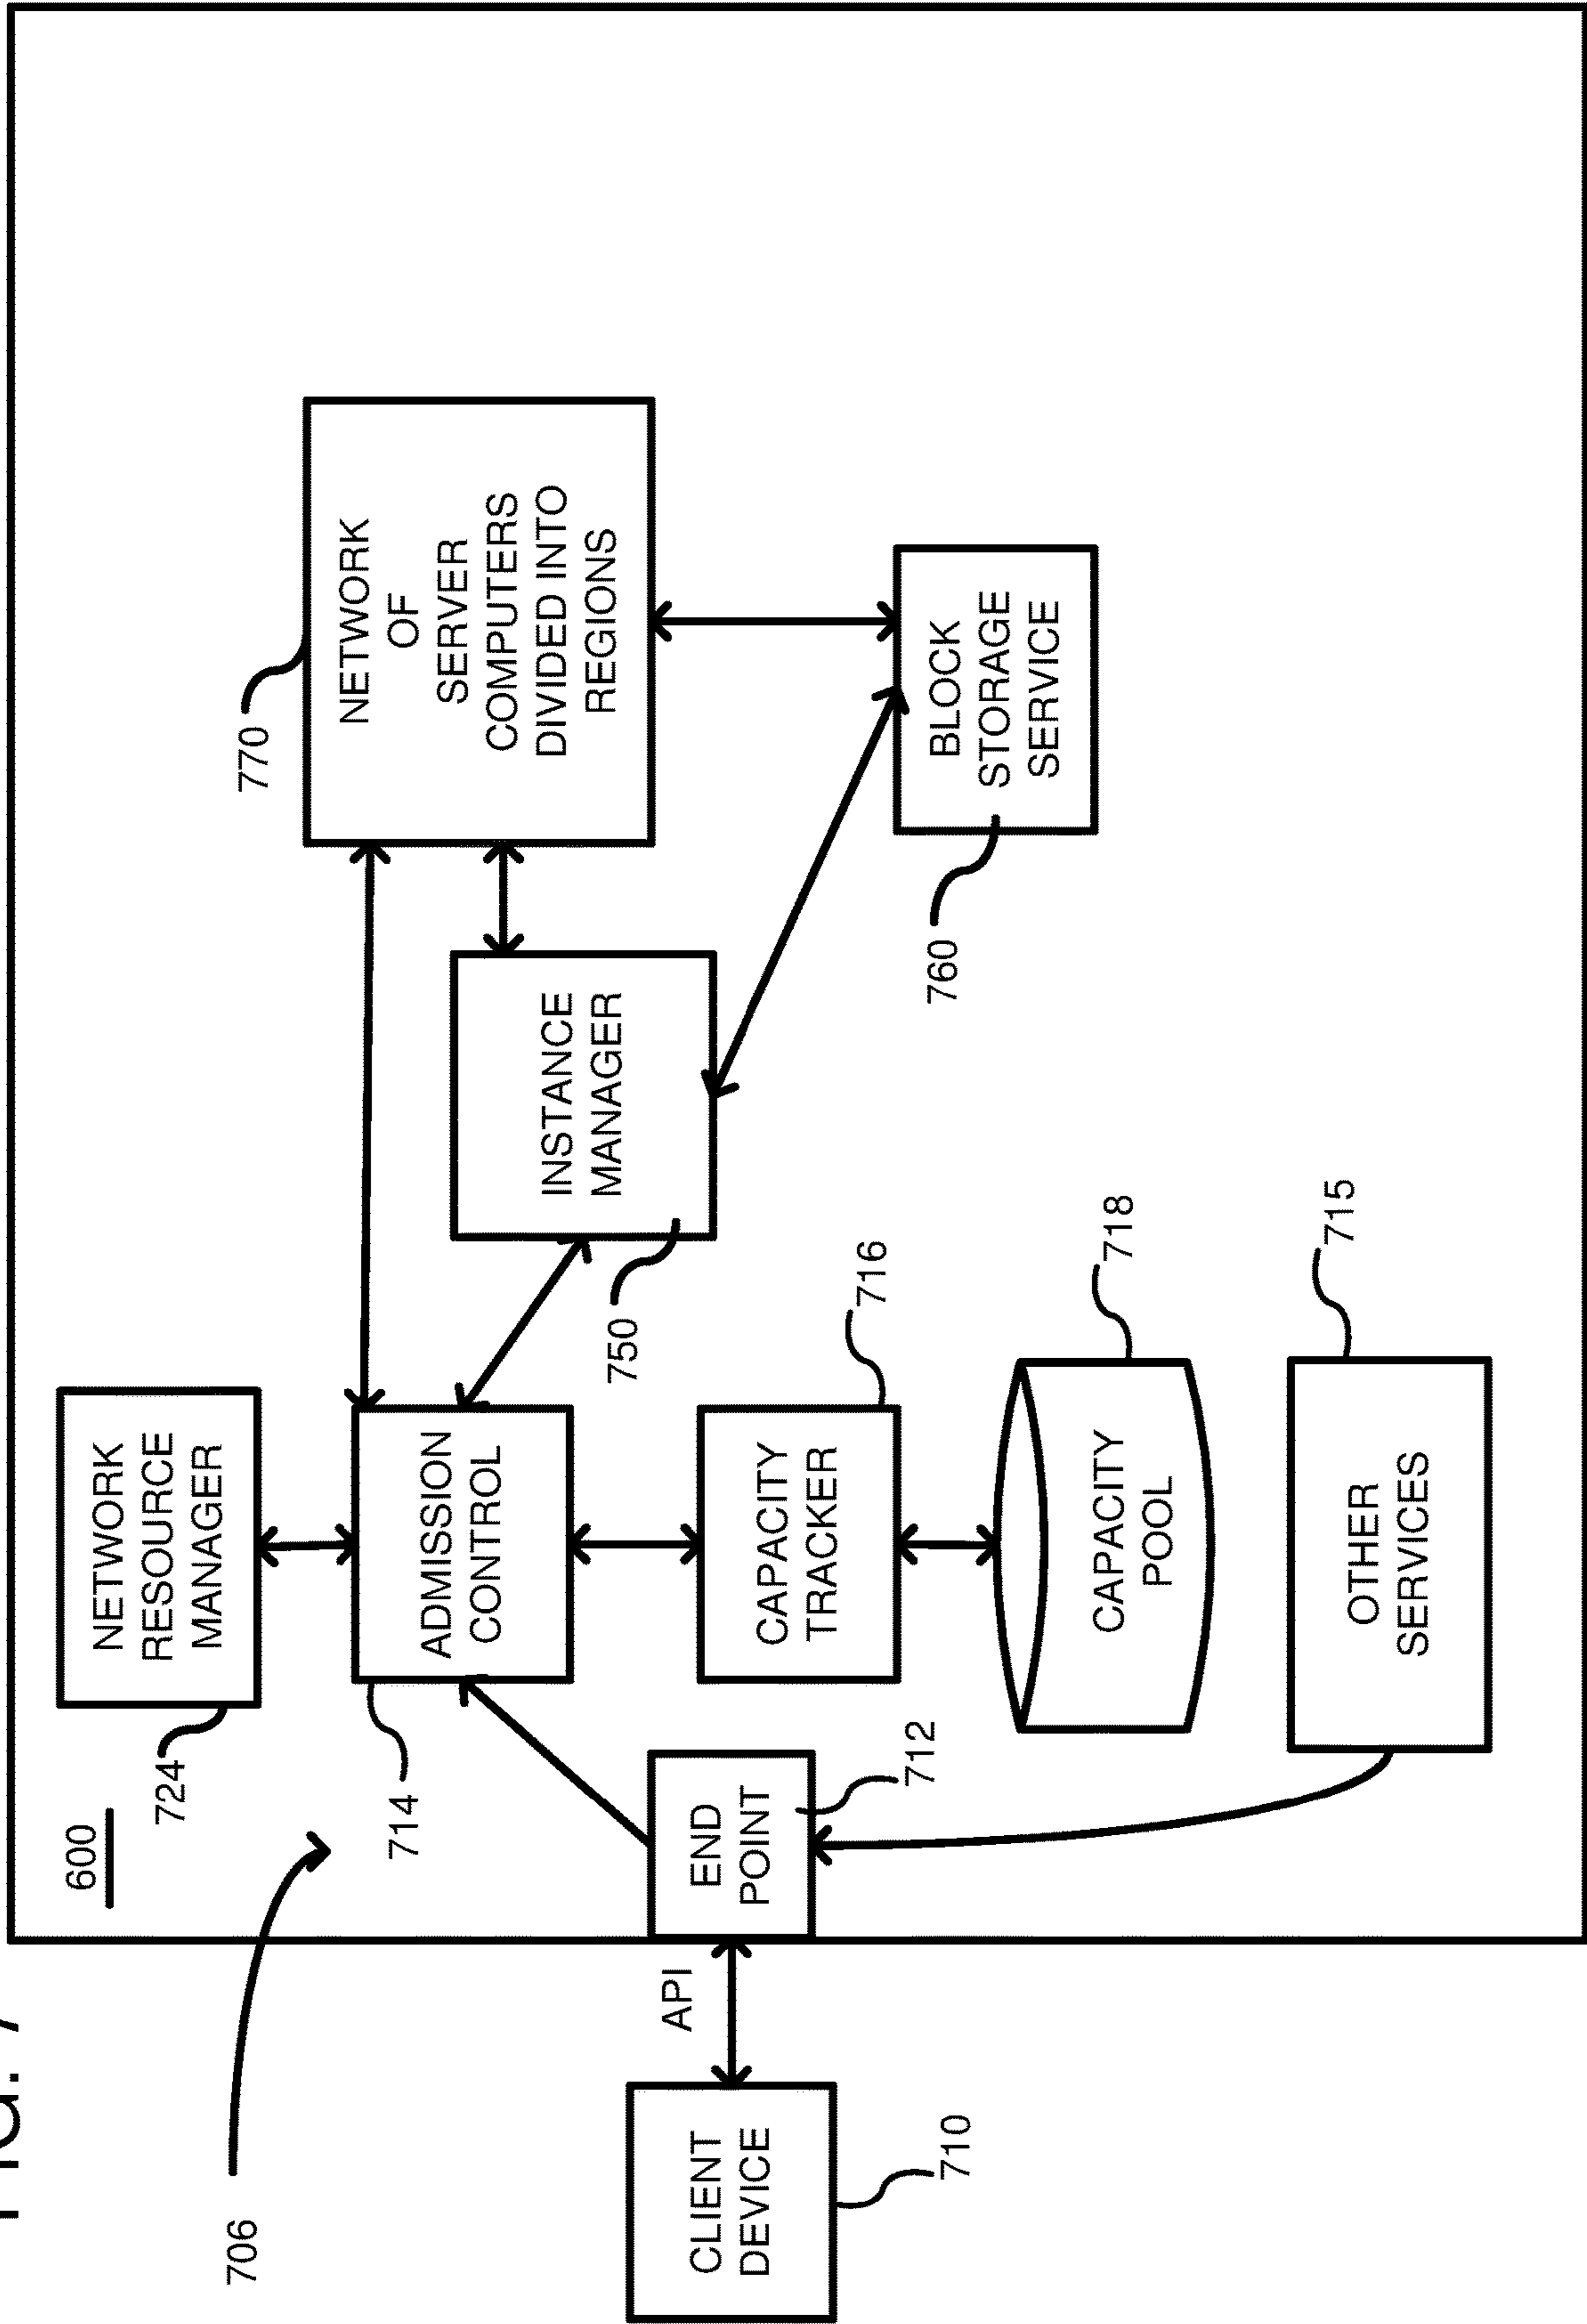 FIG. 7
600
706
724
NETWORK
RESOURCE
MANAGER
770
NETWORK
OF
SERVER
COMPUTERS
DIVIDED INTO
REGIONS
714
ADMISSION
CONTROL
INSTANCE
MANAGER
750
API
CLIENT
DEVICE
710
END
POINT
712
CAPACITY
TRACKER
716
BLOCK
STORAGE
SERVICE
760
CAPACITY
POOL
718
OTHER
SERVICES
715